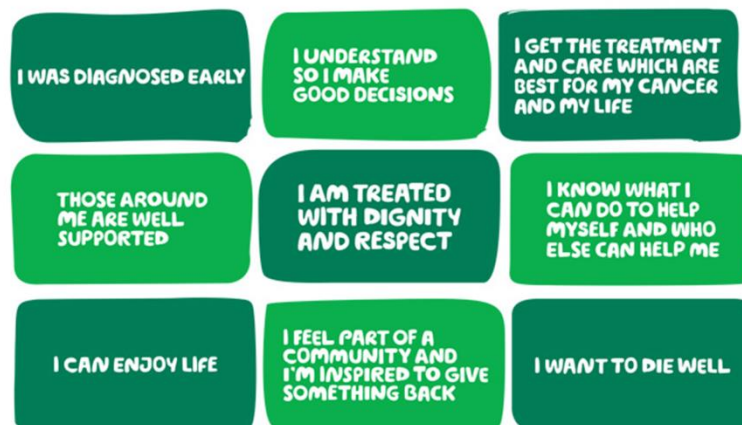 I WAS DIAGNOSED EARLY
I UNDERSTAND
SO I MAKE
GOOD DECISIONS
I GET THE TREATMENT
AND CARE WHICH ARE
BEST FOR MY CANCER
AND MY LIFE
THOSE AROUND
ME ARE WELL
SUPPORTED
I AM TREATED
WITH DIGNITY
AND RESPECT
I KNOW WHAT I
CAN DO TO HELP
MYSELF AND WHO
ELSE CAN HELP ME
I CAN ENJOY LIFE
I FEEL PART OF A
COMMUNITY AND
I'M INSPIRED TO GIVE
SOMETHING BACK
I WANT TO DIE WELL